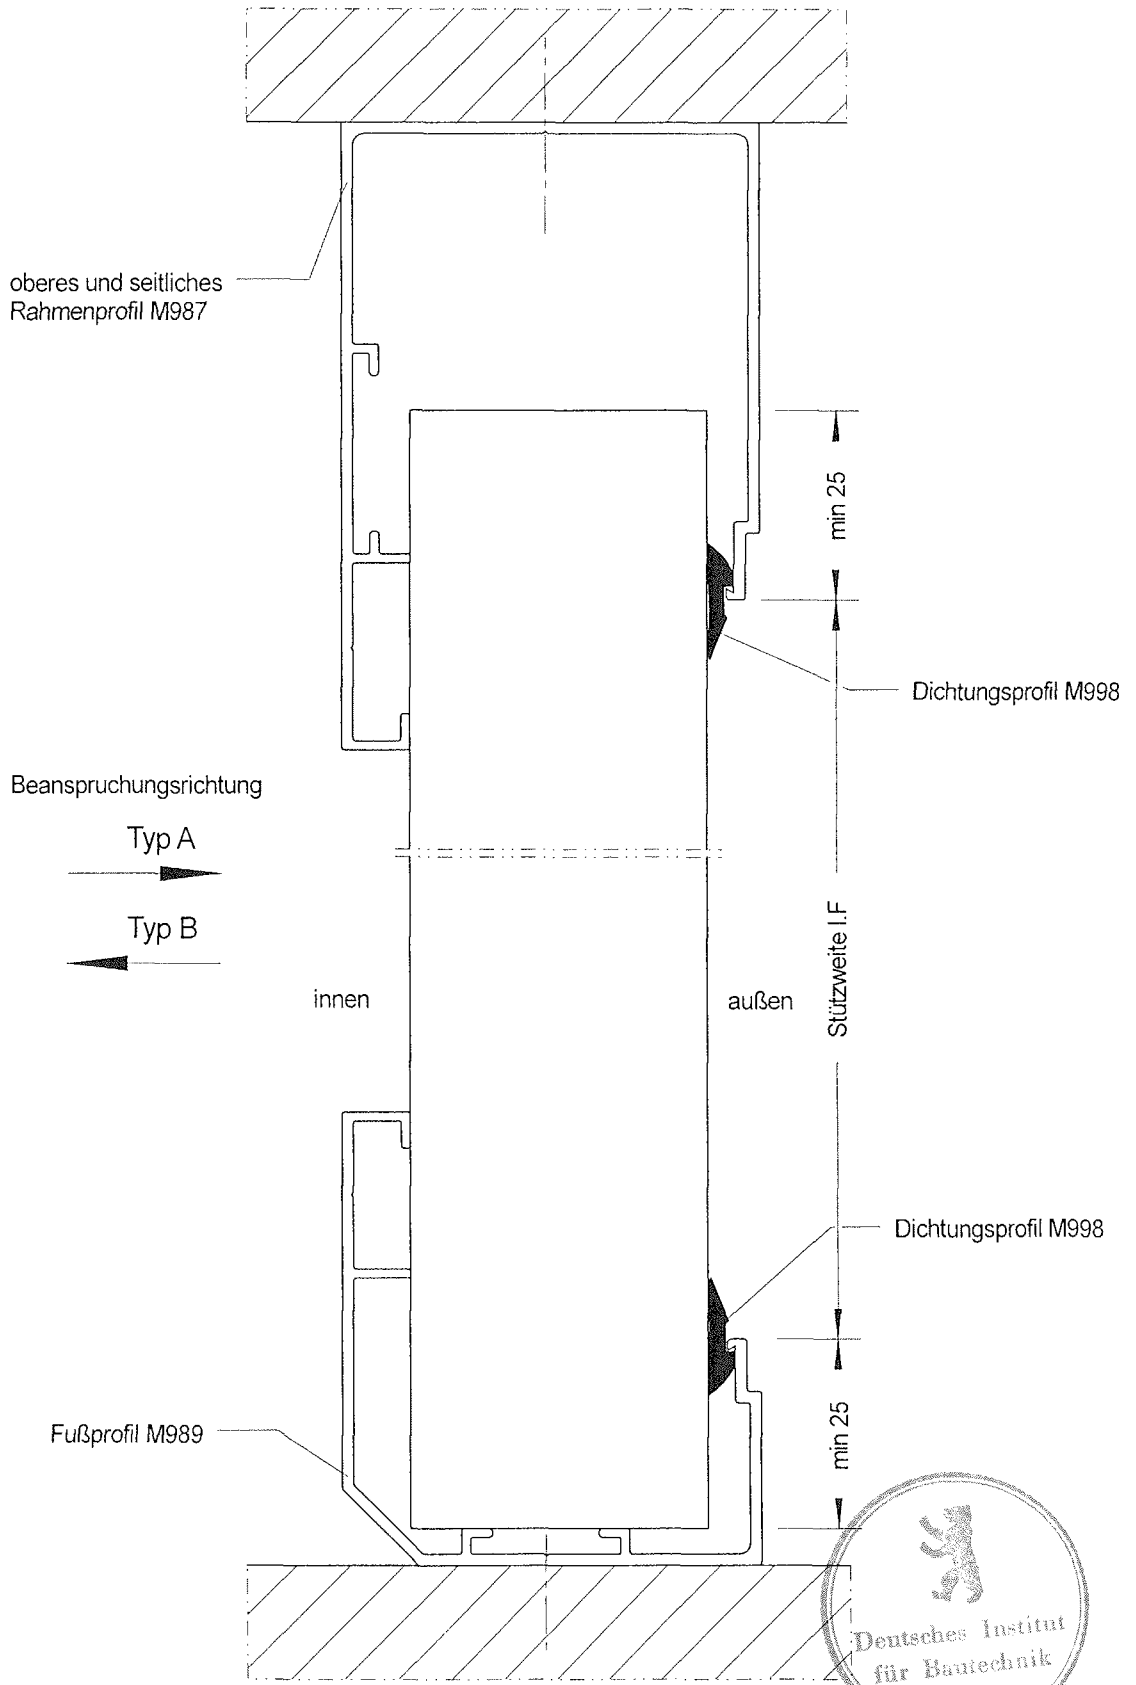 oberes und seitliches
Rahmenprofil M987
min 25
Dichtungsprofil M998
Beanspruchungsrichtung
Typ A
Typ B
innen
außen
Stützweite l.F
Dichtungsprofil M998
Fußprofil M989
min 25
Deutsches Institut
für Bautechnik